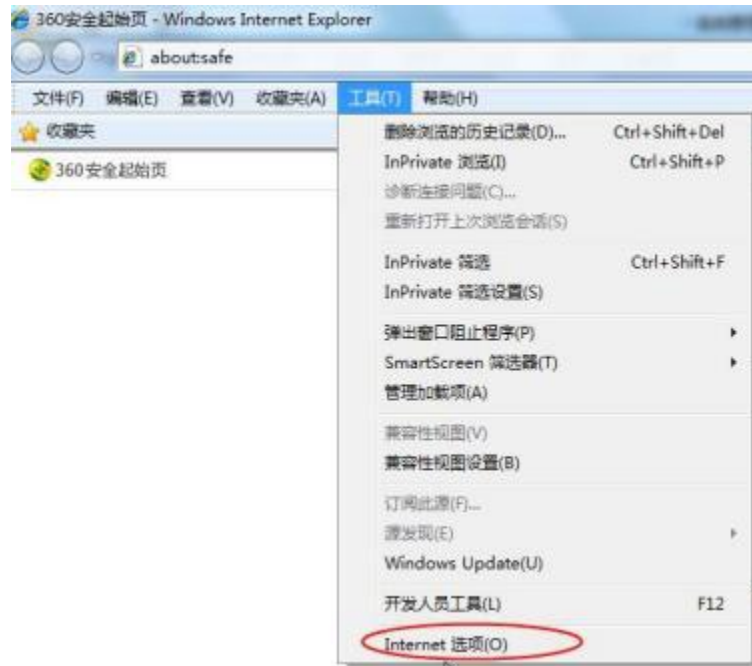 360安全起始页 - Windows Internet Explorer
about:safe
文件(F) 编辑(E) 查看(V) 收藏夹(A) 工具(T) 帮助(H)
收藏夹
360安全起始页
删除浏览的历史记录(D)... Ctrl+Shift+Del
InPrivate 浏览(I) Ctrl+Shift+P
诊断连接问题(C)...
重新打开上次浏览会话(S)
InPrivate 筛选 Ctrl+Shift+F
InPrivate 筛选设置(S)
弹出窗口阻止程序(P)
SmartScreen 筛选器(T)
管理加载项(A)
兼容性视图(V)
兼容性视图设置(B)
订阅此源(F)...
源发现(E)
Windows Update(U)
开发人员工具(L) F12
Internet 选项(O)